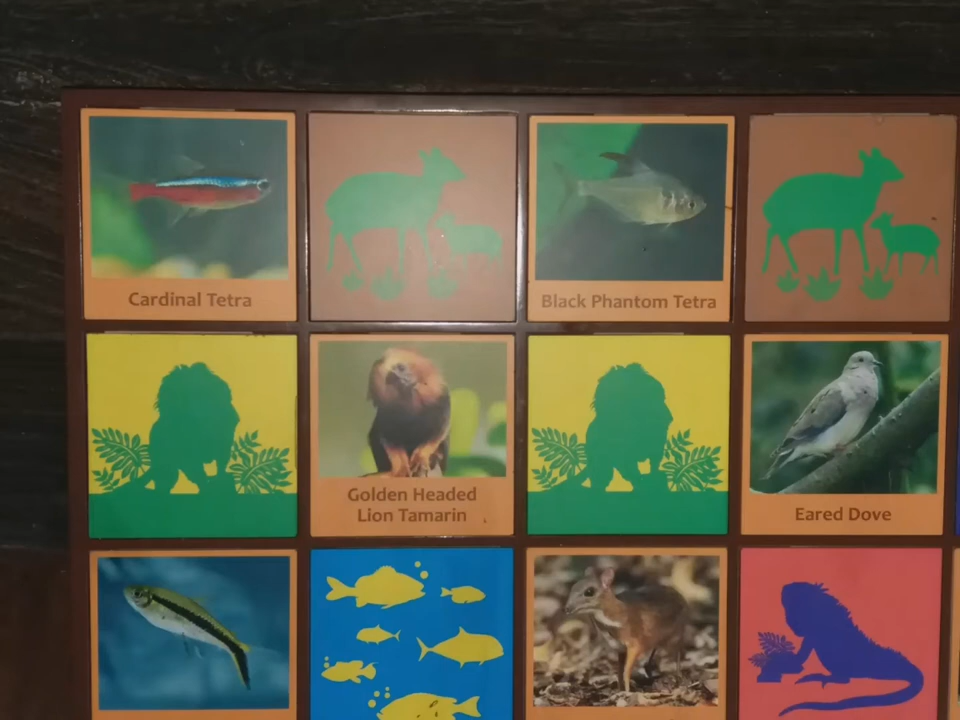 Cardinal Tetra
Black Phantom Tetra
Golden Headed
Lion Tamarin
Eared Dove